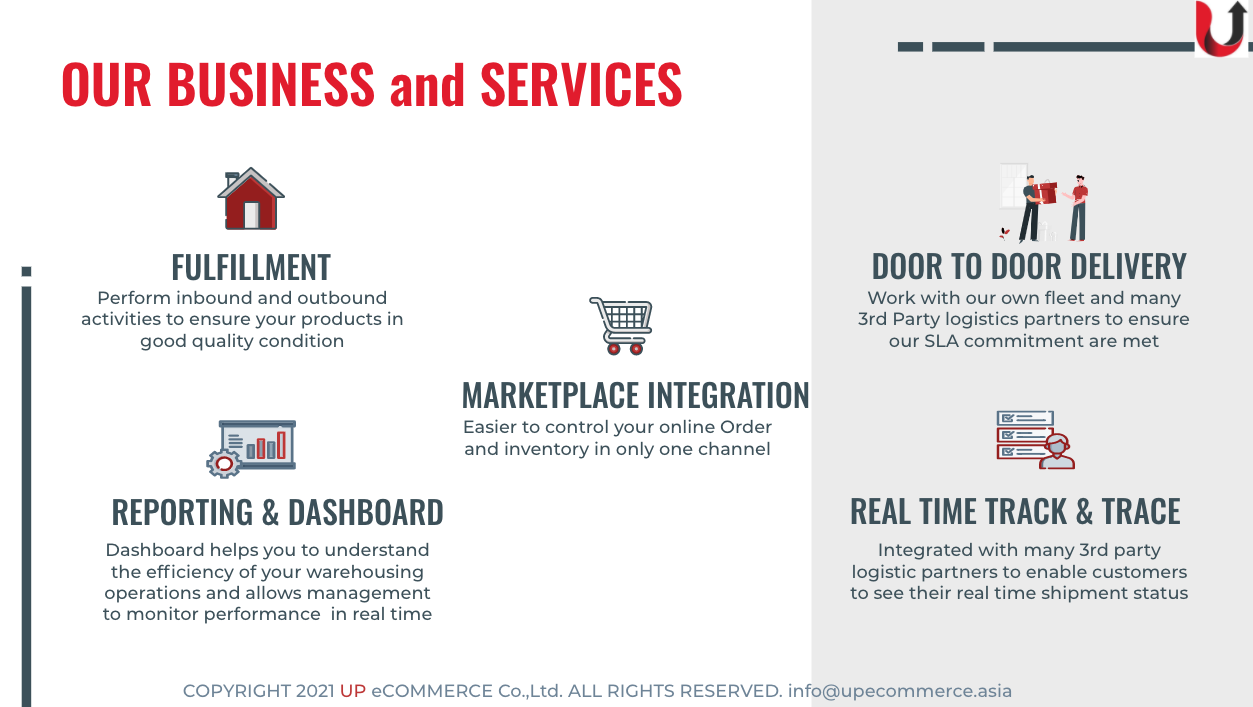 OUR BUSINESS and SERVICES
FULFILLMENT
Perform inbound and outbound
activities to ensure your products in
good quality condition
REPORTING & DASHBOARD
Dashboard helps you to understand
the efficiency of your warehousing
operations and allows management
to monitor performance  in real time
MARKETPLACE INTEGRATION
Easier to control your online Order
and inventory in only one channel
DOOR TO DOOR DELIVERY
Work with our own fleet and many
3rd Party logistics partners to ensure
our SLA commitment are met
REAL TIME TRACK & TRACE
Integrated with many 3rd party
logistic partners to enable customers
to see their real time shipment status
COPYRIGHT 2021 UP eCOMMERCE Co.,Ltd. ALL RIGHTS RESERVED. info@upecommerce.asia